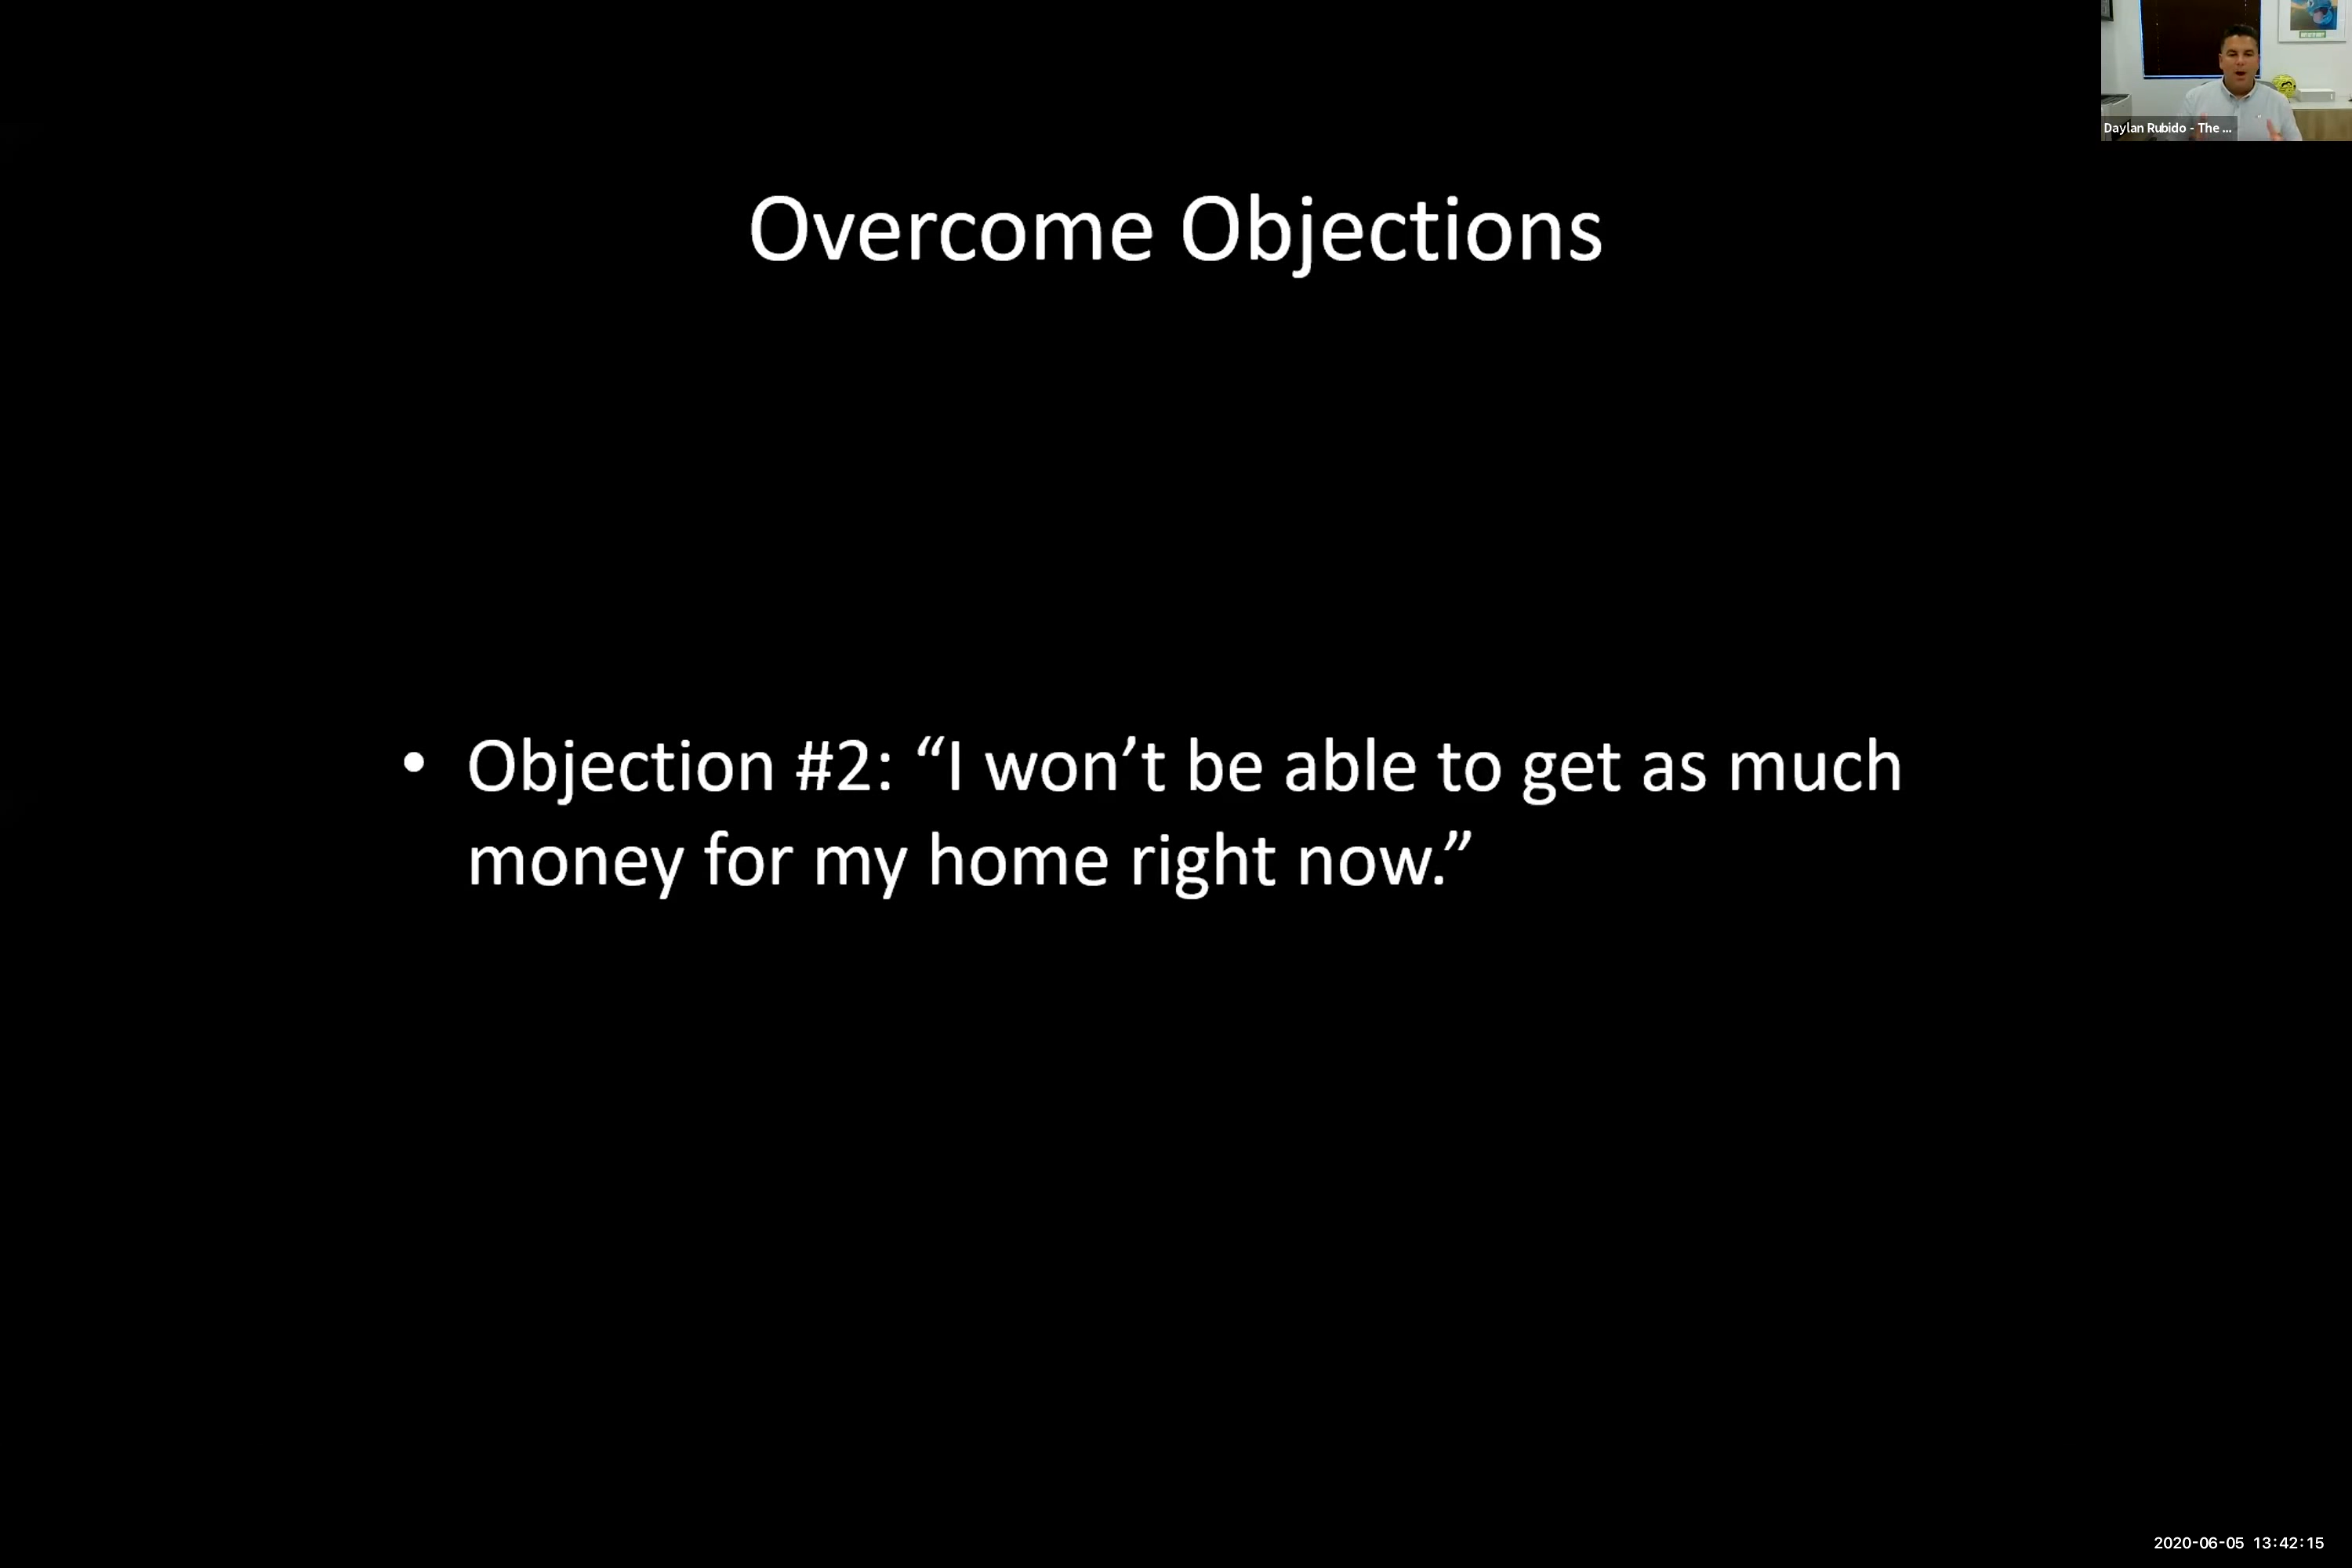 Daylan Rubido - The ...
Overcome Objections
• Objection #2: “I won’t be able to get as much
money for my home right now.”
2020-06-05 13:42:15